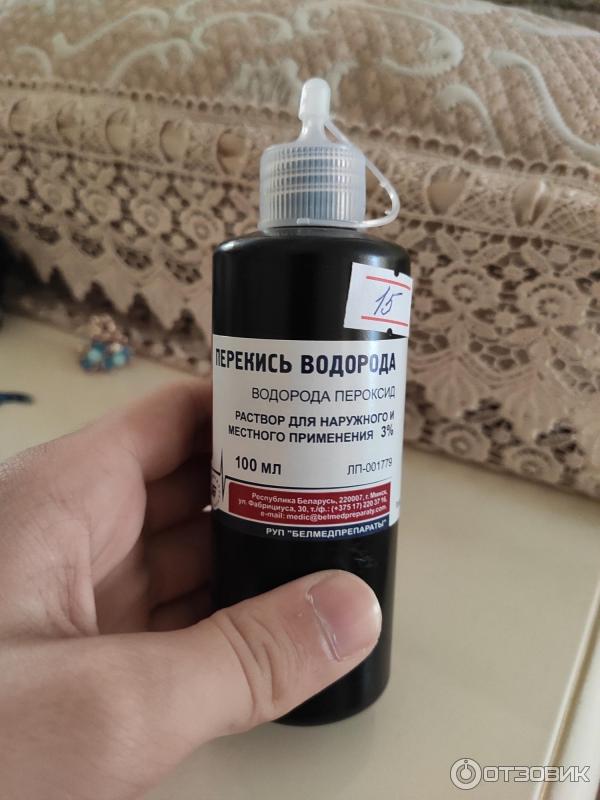 15
ПЕРЕКИСЬ ВОДОРОДА
ВОДОРОДА ПЕРОКСИД
РАСТВОР ДЛЯ НАРУЖНОГО И
МЕСТНОГО ПРИМЕНЕНИЯ 3%
100 МЛ ЛП-001779
Республика Беларусь, 220007, г. Минск,
ул. Фабрициуса, 30, т./ф.: (+375 17) 220 37 16,
e-mail: medic@belmedpreparaty.com
РУП "БЕЛМЕДПРЕПАРАТЫ"
ОТЗОВИК